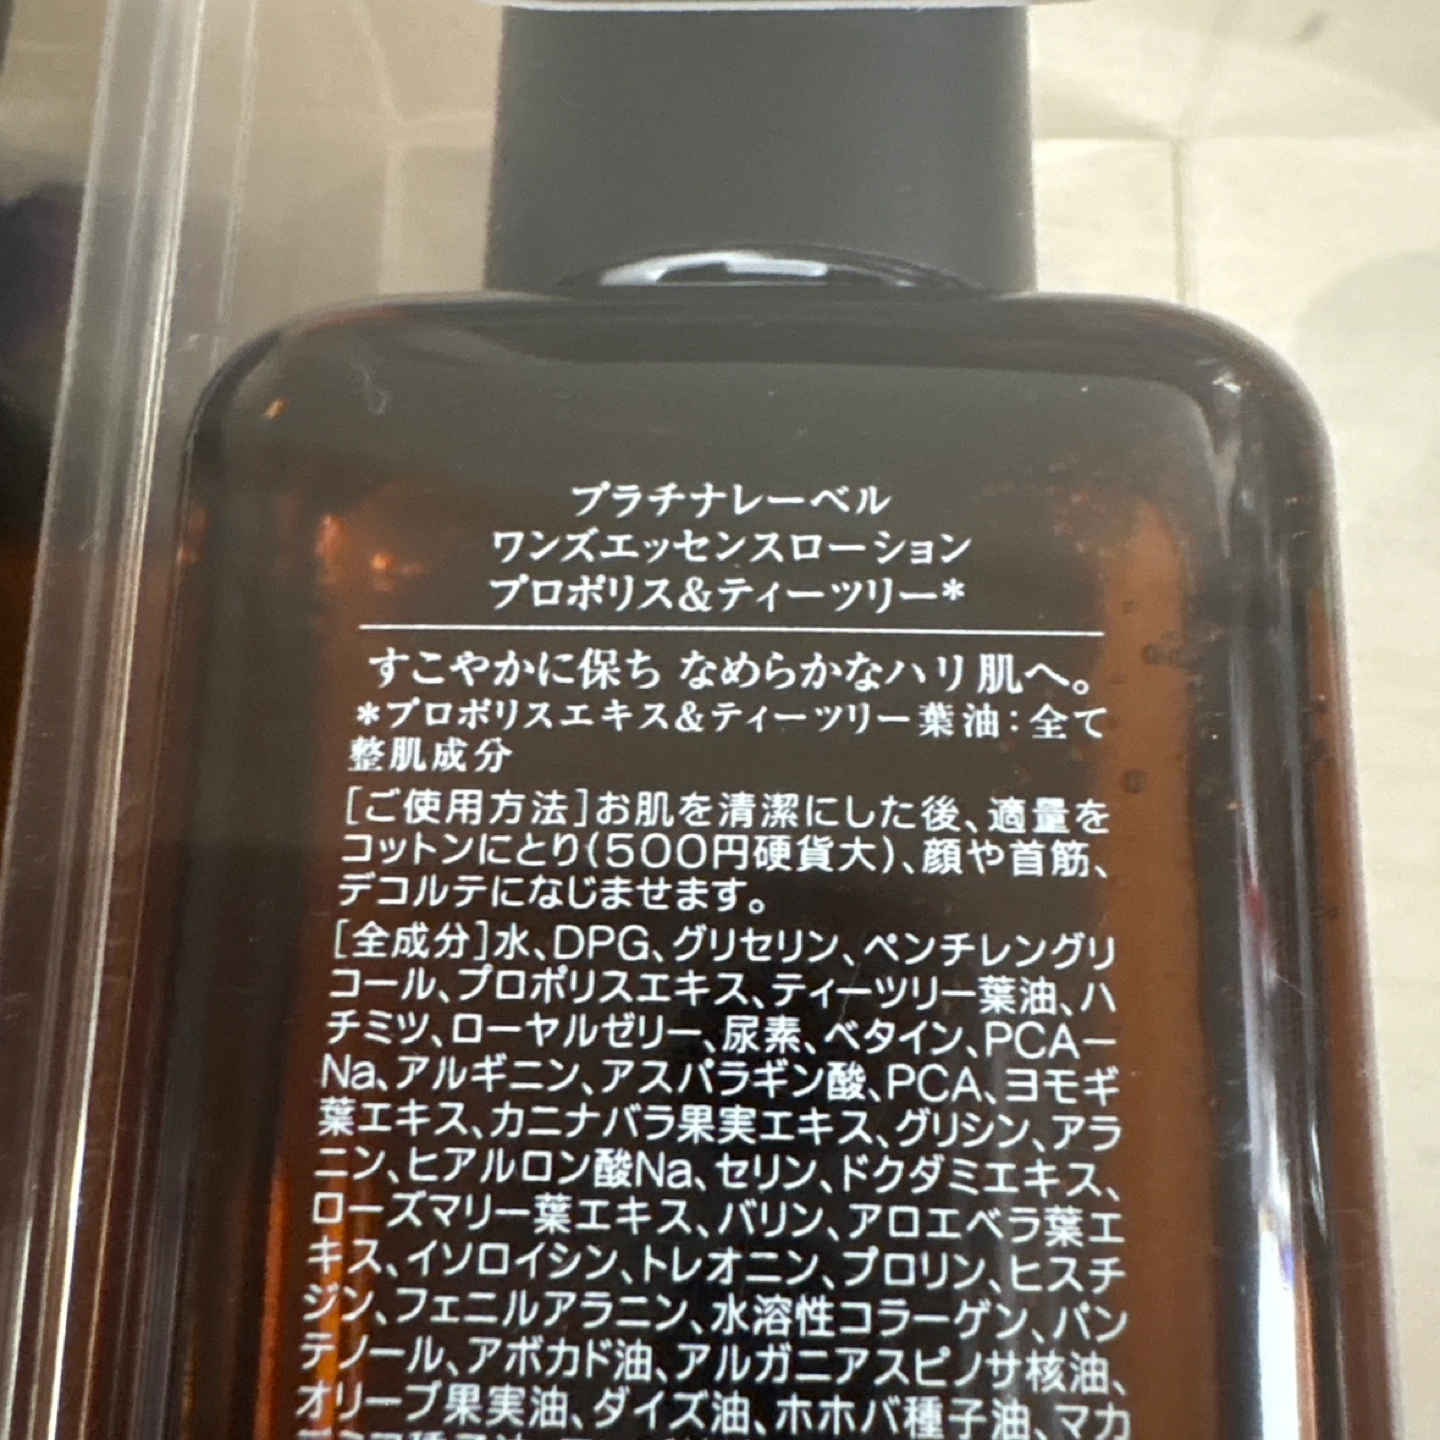 プラチナレーベル
ワンズエッセンスローション
プロポリス&ティーツリー*
すこやかに保ち なめらかなハリ肌へ。
*プロポリスエキス&ティーツリー葉油:全て
整肌成分
[ご使用方法]お肌を清潔にした後、適量を
コットンにとり(500円硬貨大)、顔や首筋、
デコルテになじませます。
[全成分]水、DPG、グリセリン、ペンチレングリ
コール、プロポリスエキス、ティーツリー葉油、ハ
チミツ、ローヤルゼリー、尿素、ベタイン、PCA－
Na、アルギニン、アスパラギン酸、PCA、ヨモギ
葉エキス、カニナバラ果実エキス、グリシン、アラ
ニン、ヒアルロン酸Na、セリン、ドクダミエキス、
ローズマリー葉エキス、バリン、アロエベラ葉エ
キス、イソロイシン、トレオニン、プロリン、ヒスチ
ジン、フェニルアラニン、水溶性コラーゲン、パン
テノール、アボカド油、アルガニアスピノサ核油、
オリーブ果実油、ダイズ油、ホホバ種子油、マカ